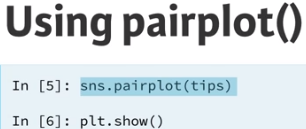 Using pairplot()
In [5]: sns.pairplot(tips)
In [6]: plt.show()